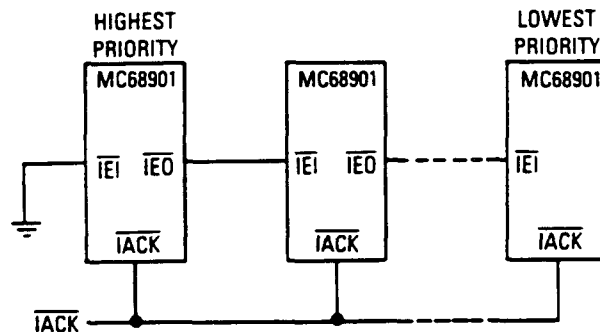 HIGHEST
PRIORITY
LOWEST
PRIORITY
MC68901
MC68901
MC68901
IEI
IEO
IEI
IEO
IEI
IACK
IACK
IACK
IACK